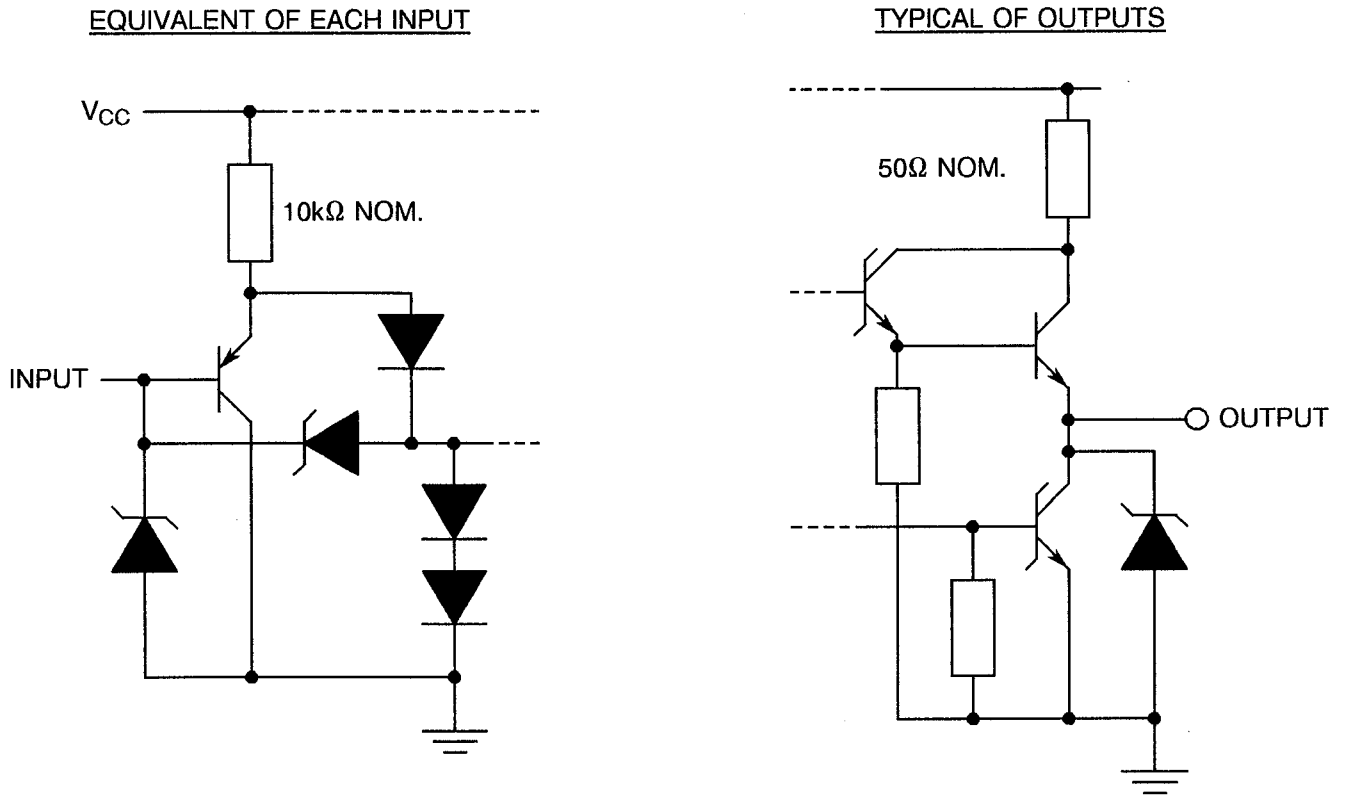 EQUIVALENT OF EACH INPUT
TYPICAL OF OUTPUTS
VCC
50Ω NOM.
10kΩ NOM.
INPUT
OUTPUT